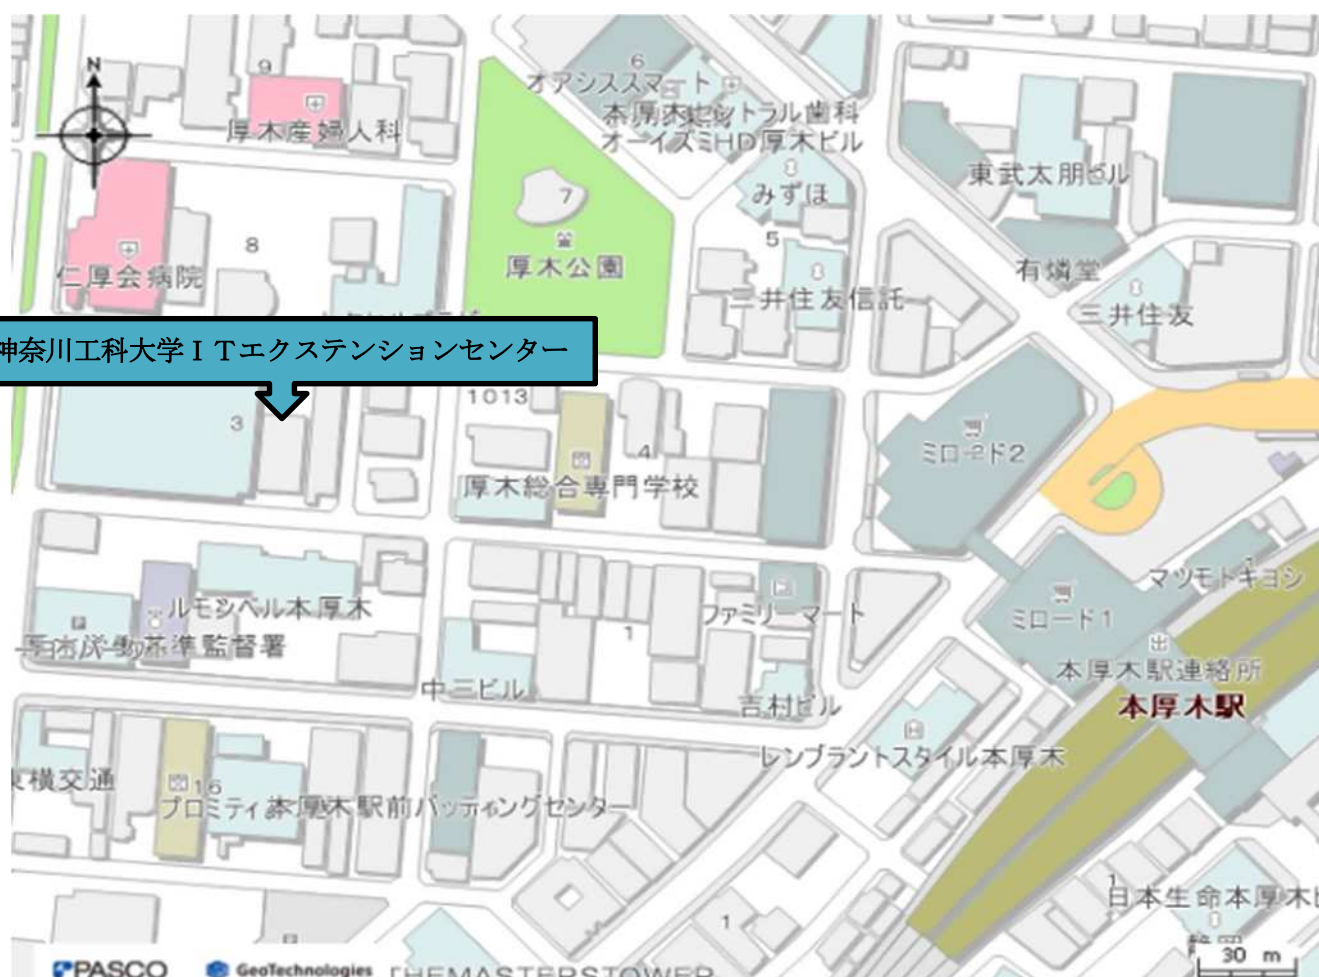 N
9
厚木産婦人科
6
オアシススマート
本厚木セントラル歯科
オーイズミHD厚木ビル
みずほ
東武太朋ビル
7
厚木公園
8
仁厚会病院
5
三井住友信託
有燐堂
三井住友
神奈川工科大学ＩＴエクステンションセンター
1013
3
4
厚木総合専門学校
ミロード2
ルモンベル本厚木
基準監督署
1
ファミリーマート
マツモトキヨシ
ミロード1
本厚木駅連絡所
本厚木駅
中三ビル
吉村ビル
レンブラントスタイル本厚木
東横交通
16
プロミティ
本厚木駅前バッティングセンター
1
1
日本生命本厚木
30 m
PASCO
GeoTechnologies
THEMASTERSTOWER